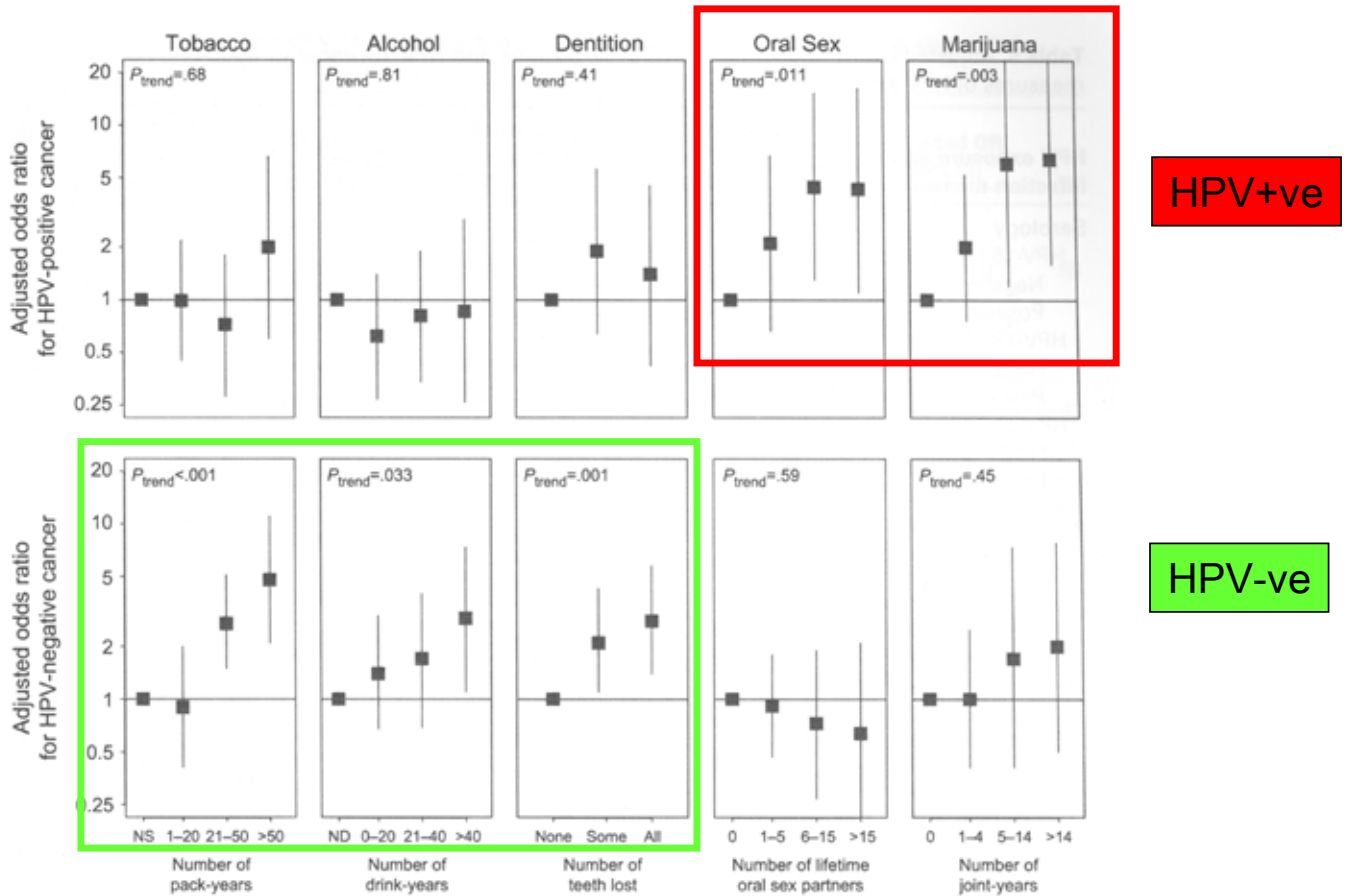 Tobacco Alcohol Dentition Oral Sex Marijuana
Adjusted odds ratio
for HPV-positive cancer
20
10
5
2
1
0.5
0.25
Ptrend=.68 Ptrend=.81 Ptrend=.41 Ptrend=.011 Ptrend=.003
HPV+ve
Adjusted odds ratio
for HPV-negative cancer
20
10
5
2
1
0.5
0.25
Ptrend<.001 Ptrend=.033 Ptrend=.001 Ptrend=.59 Ptrend=.45
HPV-ve
NS 1–20 21–50 >50 ND 0–20 21–40 >40 None Some All 0 1–5 6–15 >15 0 1–4 5–14 >14
Number of Number of Number of Number of lifetime Number of
pack-years drink-years teeth lost oral sex partners joint-years